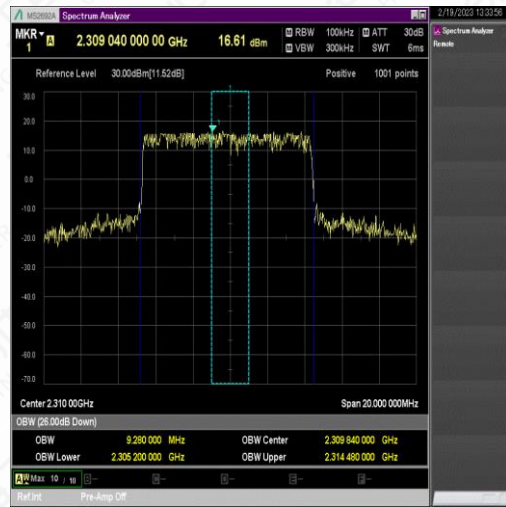 MS2692A Spectrum Analyzer 2/19/2023 13:33:56
MKR 1 A 2.309 040 000 00 GHz 16.61 dBm M RBW 100kHz M ATT 30dB
M VBW 300kHz SWT 6ms
Spectrum Analyzer
Remote
Reference Level 30.00dBm[11.52dB] Positive 1001 points
30.0
20.0
10.0
0.0
-10.0
-20.0
-30.0
-40.0
-50.0
-60.0
-70.0
1
Center 2.310 00GHz Span 20.000 000MHz
OBW (26.00dB Down)
OBW 9.280 000 MHz OBW Center 2.309 840 000 GHz
OBW Lower 2.305 200 000 GHz OBW Upper 2.314 480 000 GHz
Max 10 / 10
Ref.Int Pre-Amp Off